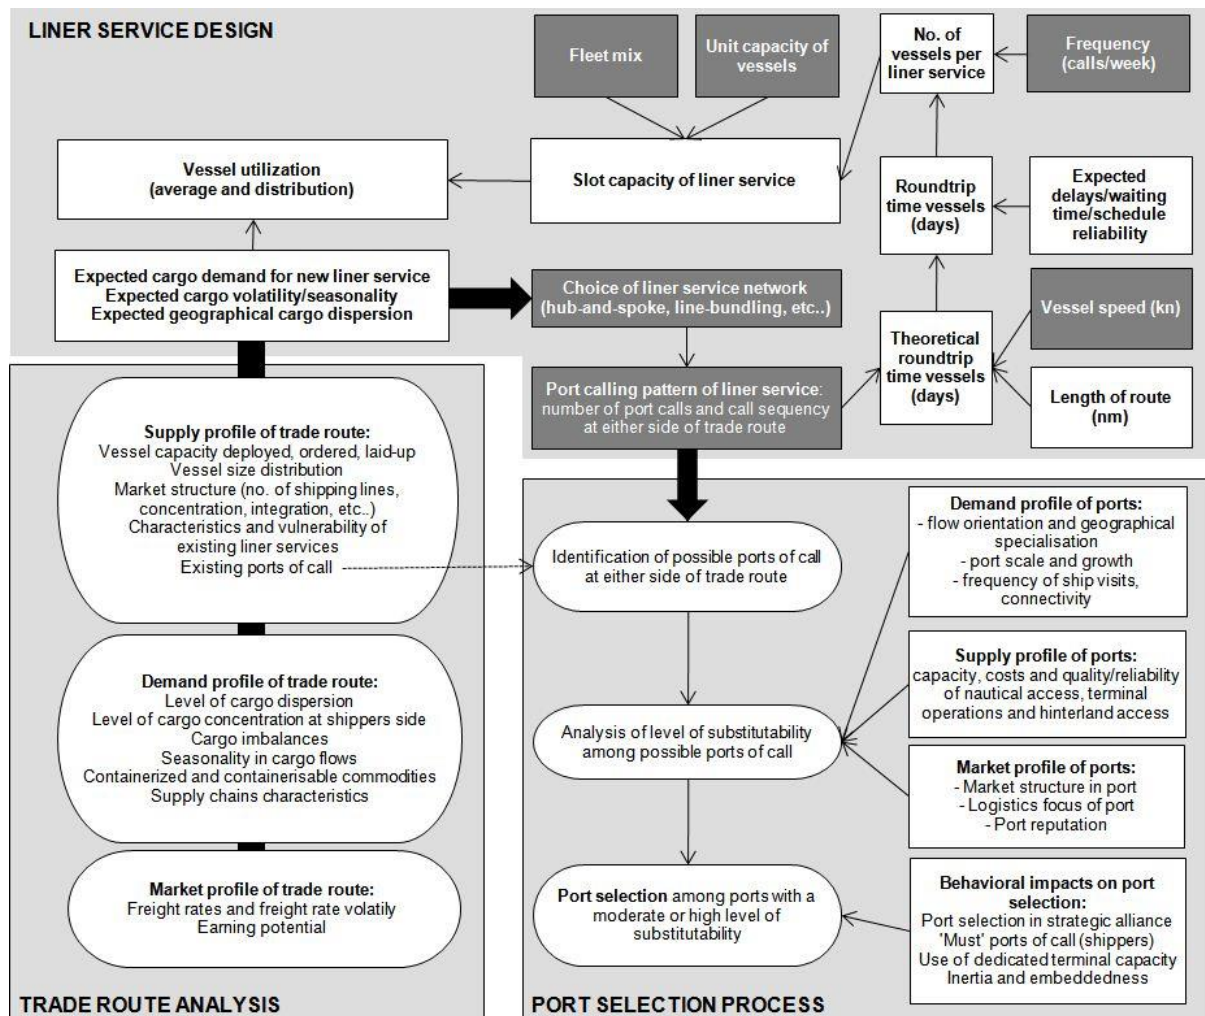 LINER SERVICE DESIGN
Fleet mix
Unit capacity of
vessels
No. of
vessels per
liner service
Frequency
(calls/week)
Vessel utilization
(average and distribution)
Slot capacity of liner service
Roundtrip
time vessels
(days)
Expected
delays/waiting
time/schedule
reliability
Expected cargo demand for new liner service
Expected cargo volatility/seasonality
Expected geographical cargo dispersion
Choice of liner service network
(hub-and-spoke, line-bundling, etc..)
Vessel speed (kn)
Theoretical
roundtrip
time vessels
(days)
Port calling pattern of liner service:
number of port calls and call sequency
at either side of trade route
Length of route
(nm)
Supply profile of trade route:
Vessel capacity deployed, ordered, laid-up
Vessel size distribution
Market structure (no. of shipping lines,
concentration, integration, etc..)
Characteristics and vulnerability of
existing liner services
Existing ports of call
Demand profile of trade route:
Level of cargo dispersion
Level of cargo concentration at shippers side
Cargo imbalances
Seasonality in cargo flows
Containerized and containerisable commodities
Supply chains characteristics
Market profile of trade route:
Freight rates and freight rate volatily
Earning potential
TRADE ROUTE ANALYSIS
Identification of possible ports of call
at either side of trade route
Analysis of level of substitutability
among possible ports of call
Port selection among ports with a
moderate or high level of
substitutability
Demand profile of ports:
- flow orientation and geographical
specialisation
- port scale and growth
- frequency of ship visits,
connectivity
Supply profile of ports:
capacity, costs and quality/reliability
of nautical access, terminal
operations and hinterland access
Market profile of ports:
- Market structure in port
- Logistics focus of port
- Port reputation
Behavioral impacts on port
selection:
Port selection in strategic alliance
'Must' ports of call (shippers)
Use of dedicated terminal capacity
Inertia and embeddedness
PORT SELECTION PROCESS